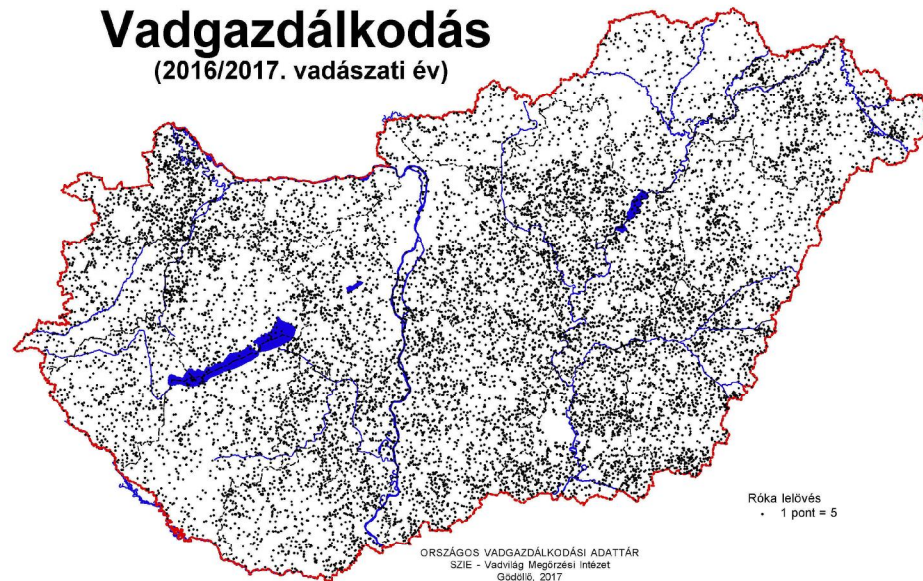 Vadgazdálkodás
(2016/2017. vadászati év)
Róka lelövés
1 pont = 5
ORSZÁGOS VADGAZDÁLKODÁSI ADATTÁR
SZIE - Vadvilág Megőrzési Intézet
Gödöllő, 2017